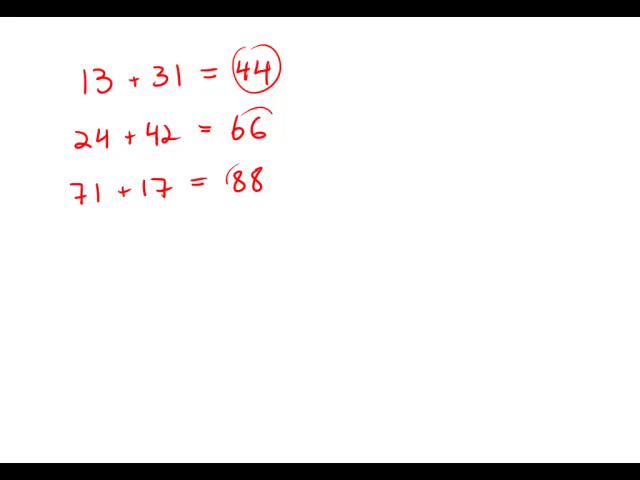 13 + 31 = 44
24 + 42 = 66
71 + 17 = 88